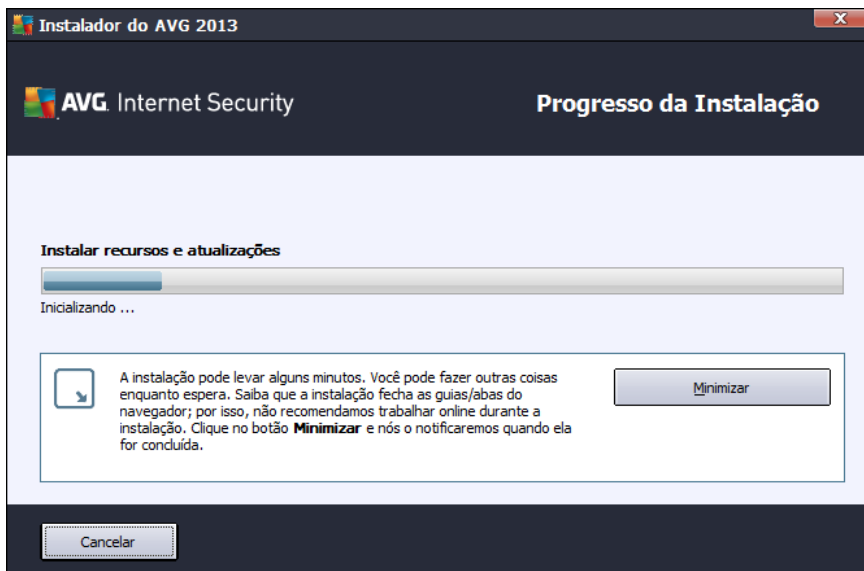 Instalador do AVG 2013
AVG. Internet Security
Progresso da Instalação
Instalar recursos e atualizações
Inicializando ...
A instalação pode levar alguns minutos. Você pode fazer outras coisas
enquanto espera. Saiba que a instalação fecha as guias/abas do
navegador; por isso, não recomendamos trabalhar online durante a
instalação. Clique no botão Minimizar e nós o notificaremos quando ela
for concluída.
Minimizar
Cancelar